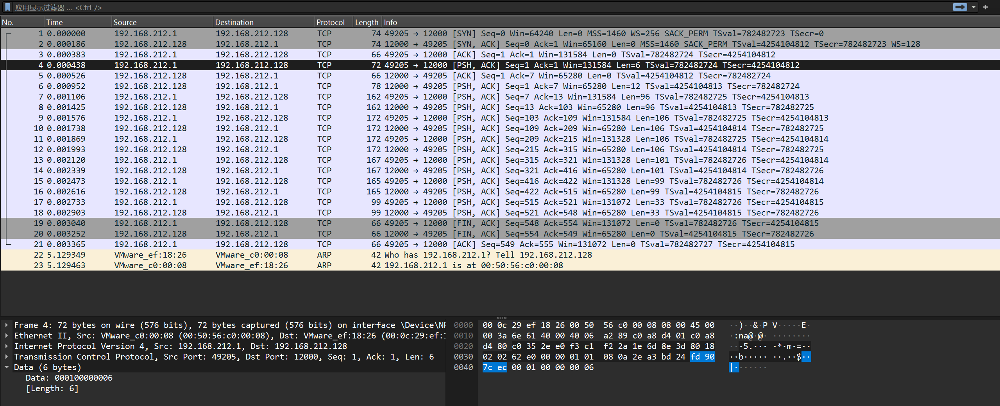 应用显示过滤器 … <Ctrl-/>
No. Time Source Destination Protocol Length Info
1 0.000000 192.168.212.1 192.168.212.128 TCP 74 49205 → 12000 [SYN] Seq=0 Win=64240 Len=0 MSS=1460 WS=256 SACK_PERM TSval=782482723 TSecr=0
2 0.000186 192.168.212.128 192.168.212.1 TCP 74 12000 → 49205 [SYN, ACK] Seq=0 Ack=1 Win=65160 Len=0 MSS=1460 SACK_PERM TSval=4254104812 TSecr=782482723 WS=128
3 0.000383 192.168.212.1 192.168.212.128 TCP 66 49205 → 12000 [ACK] Seq=1 Ack=1 Win=131584 Len=0 TSval=782482724 TSecr=4254104812
4 0.000438 192.168.212.1 192.168.212.128 TCP 72 49205 → 12000 [PSH, ACK] Seq=1 Ack=1 Win=131584 Len=6 TSval=782482724 TSecr=4254104812
5 0.000526 192.168.212.128 192.168.212.1 TCP 66 12000 → 49205 [ACK] Seq=1 Ack=7 Win=65280 Len=0 TSval=4254104812 TSecr=782482724
6 0.000952 192.168.212.128 192.168.212.1 TCP 78 12000 → 49205 [PSH, ACK] Seq=1 Ack=7 Win=65280 Len=12 TSval=4254104813 TSecr=782482724
7 0.001106 192.168.212.1 192.168.212.128 TCP 162 49205 → 12000 [PSH, ACK] Seq=7 Ack=13 Win=131584 Len=96 TSval=782482725 TSecr=4254104813
8 0.001425 192.168.212.128 192.168.212.1 TCP 162 12000 → 49205 [PSH, ACK] Seq=13 Ack=103 Win=65280 Len=96 TSval=4254104813 TSecr=782482725
9 0.001576 192.168.212.1 192.168.212.128 TCP 172 49205 → 12000 [PSH, ACK] Seq=103 Ack=109 Win=131584 Len=106 TSval=782482725 TSecr=4254104813
10 0.001738 192.168.212.128 192.168.212.1 TCP 172 12000 → 49205 [PSH, ACK] Seq=109 Ack=209 Win=65280 Len=106 TSval=4254104814 TSecr=782482725
11 0.001869 192.168.212.1 192.168.212.128 TCP 172 49205 → 12000 [PSH, ACK] Seq=209 Ack=215 Win=131328 Len=106 TSval=782482725 TSecr=4254104814
12 0.001993 192.168.212.128 192.168.212.1 TCP 172 12000 → 49205 [PSH, ACK] Seq=215 Ack=315 Win=65280 Len=106 TSval=4254104814 TSecr=782482725
13 0.002120 192.168.212.1 192.168.212.128 TCP 167 49205 → 12000 [PSH, ACK] Seq=315 Ack=321 Win=131328 Len=101 TSval=782482726 TSecr=4254104814
14 0.002339 192.168.212.128 192.168.212.1 TCP 167 12000 → 49205 [PSH, ACK] Seq=321 Ack=416 Win=65280 Len=101 TSval=4254104814 TSecr=782482726
15 0.002473 192.168.212.1 192.168.212.128 TCP 165 49205 → 12000 [PSH, ACK] Seq=416 Ack=422 Win=131328 Len=99 TSval=782482726 TSecr=4254104814
16 0.002616 192.168.212.128 192.168.212.1 TCP 165 12000 → 49205 [PSH, ACK] Seq=422 Ack=515 Win=65280 Len=99 TSval=4254104815 TSecr=782482726
17 0.002733 192.168.212.1 192.168.212.128 TCP 99 49205 → 12000 [PSH, ACK] Seq=515 Ack=521 Win=131072 Len=33 TSval=782482726 TSecr=4254104815
18 0.002903 192.168.212.128 192.168.212.1 TCP 99 12000 → 49205 [PSH, ACK] Seq=521 Ack=548 Win=65280 Len=33 TSval=4254104815 TSecr=782482726
19 0.003040 192.168.212.1 192.168.212.128 TCP 66 49205 → 12000 [FIN, ACK] Seq=548 Ack=554 Win=131072 Len=0 TSval=782482726 TSecr=4254104815
20 0.003252 192.168.212.128 192.168.212.1 TCP 66 12000 → 49205 [FIN, ACK] Seq=554 Ack=549 Win=65280 Len=0 TSval=4254104815 TSecr=782482726
21 0.003365 192.168.212.1 192.168.212.128 TCP 66 49205 → 12000 [ACK] Seq=549 Ack=555 Win=131072 Len=0 TSval=782482727 TSecr=4254104815
22 5.129349 VMware_ef:18:26 VMware_c0:00:08 ARP 42 Who has 192.168.212.1? Tell 192.168.212.128
23 5.129463 VMware_c0:00:08 VMware_ef:18:26 ARP 42 192.168.212.1 is at 00:50:56:c0:00:08
Frame 4: 72 bytes on wire (576 bits), 72 bytes captured (576 bits) on interface \Device\NP
Ethernet II, Src: VMware_c0:00:08 (00:50:56:c0:00:08), Dst: VMware_ef:18:26 (00:0c:29:ef:1
Internet Protocol Version 4, Src: 192.168.212.1, Dst: 192.168.212.128
Transmission Control Protocol, Src Port: 49205, Dst Port: 12000, Seq: 1, Ack: 1, Len: 6
Data (6 bytes)
Data: 000100000006
[Length: 6]
0000 00 0c 29 ef 18 26 00 50 56 c0 00 08 08 00 45 00 ··)··&·P V·····E·
0010 00 3a 6e 61 40 00 40 06 a2 89 c0 a8 d4 01 c0 a8 ·:na@·@· ········
0020 d4 80 c0 35 2e e0 f3 c1 f2 2a 1e 6d 8e 3d 80 18 ···5.··· ·*·m·=··
0030 02 02 62 e0 00 00 01 01 08 0a 2e a3 bd 24 fd 90 ··b····· ··.··$··
0040 7c ec 00 01 00 00 00 06 |·······